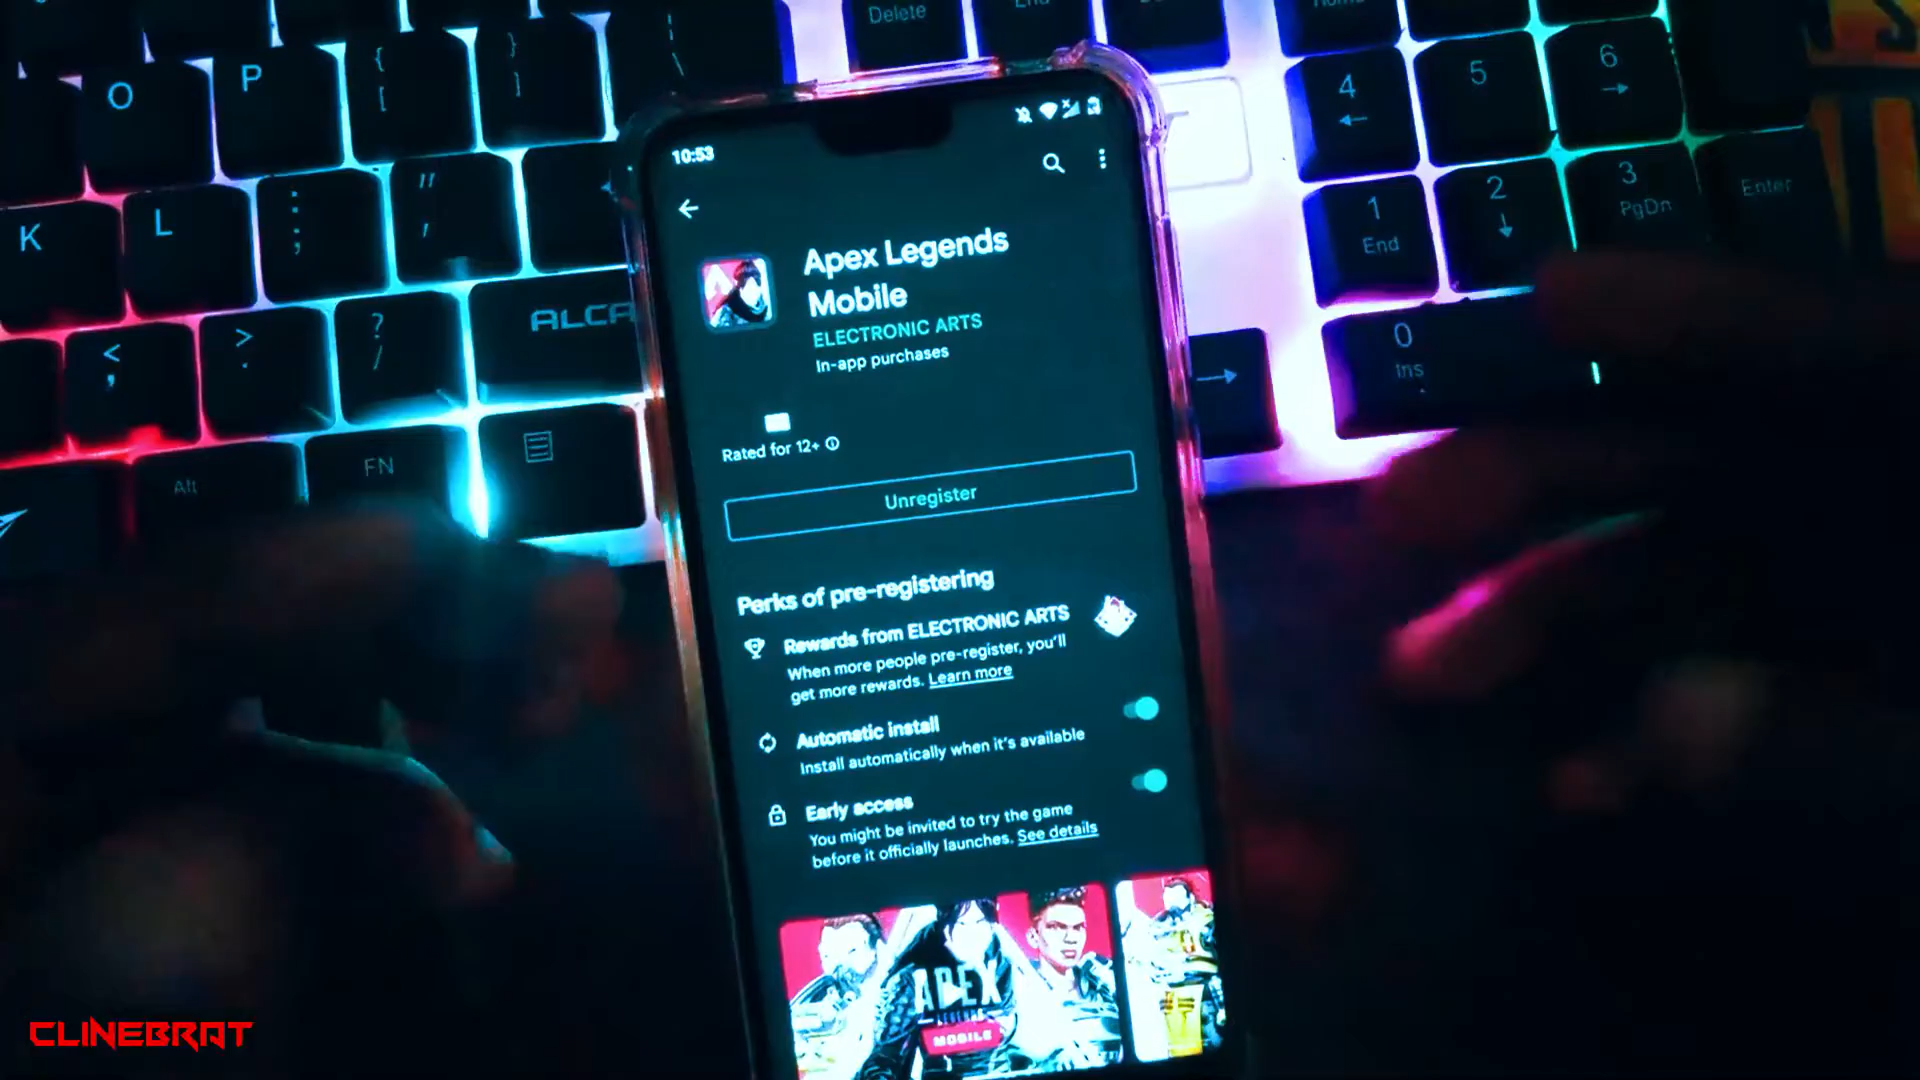 Delete
O
P
{
[
}
]
4
5
6
K
L
:
;
"
,
1
End
2
3
PgDn
Enter
<
,
>
.
?
/
0
Ins
Alt
FN
10:53
Apex Legends
Mobile
ELECTRONIC ARTS
In-app purchases
Rated for 12+
Unregister
Perks of pre-registering
Rewards from ELECTRONIC ARTS
When more people pre-register, you'll
get more rewards. Learn more
Automatic install
Install automatically when it's available
Early access
You might be invited to try the game
before it officially launches. See details
APEX
LEGENDS
MOBILE
CLINEBRAT